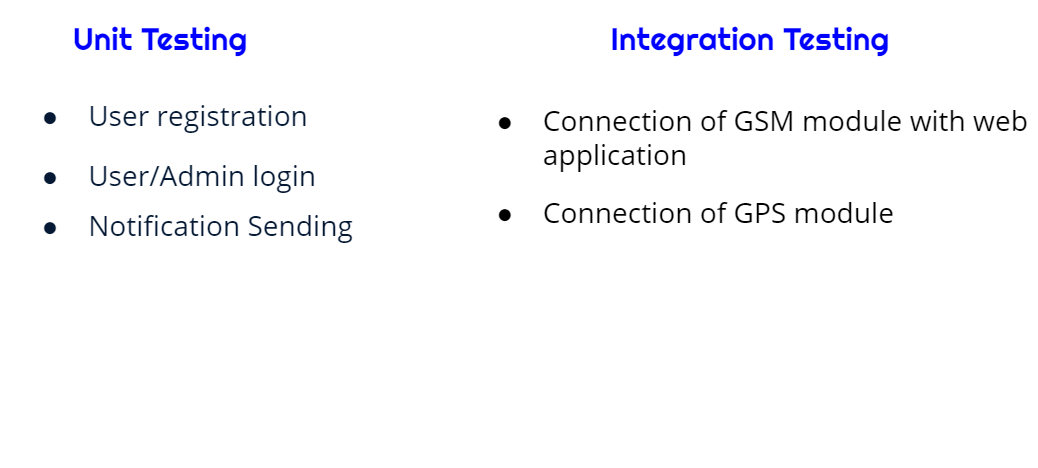 Unit Testing
● User registration
● User/Admin login
● Notification Sending
Integration Testing
● Connection of GSM module with web
application
● Connection of GPS module